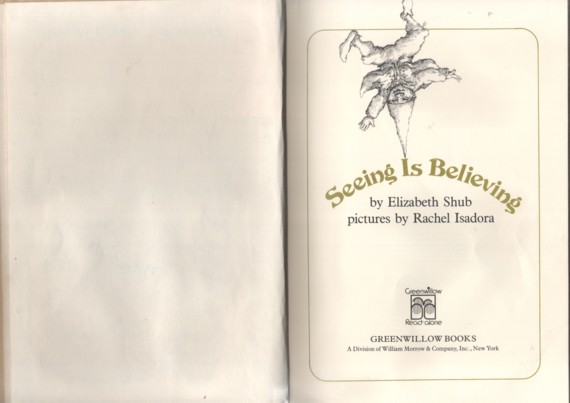 Seeing Is Believing
by Elizabeth Shub
pictures by Rachel Isadora
Greenwillow
Read-alone
GREENWILLOW BOOKS
A Division of William Morrow & Company, Inc., New York